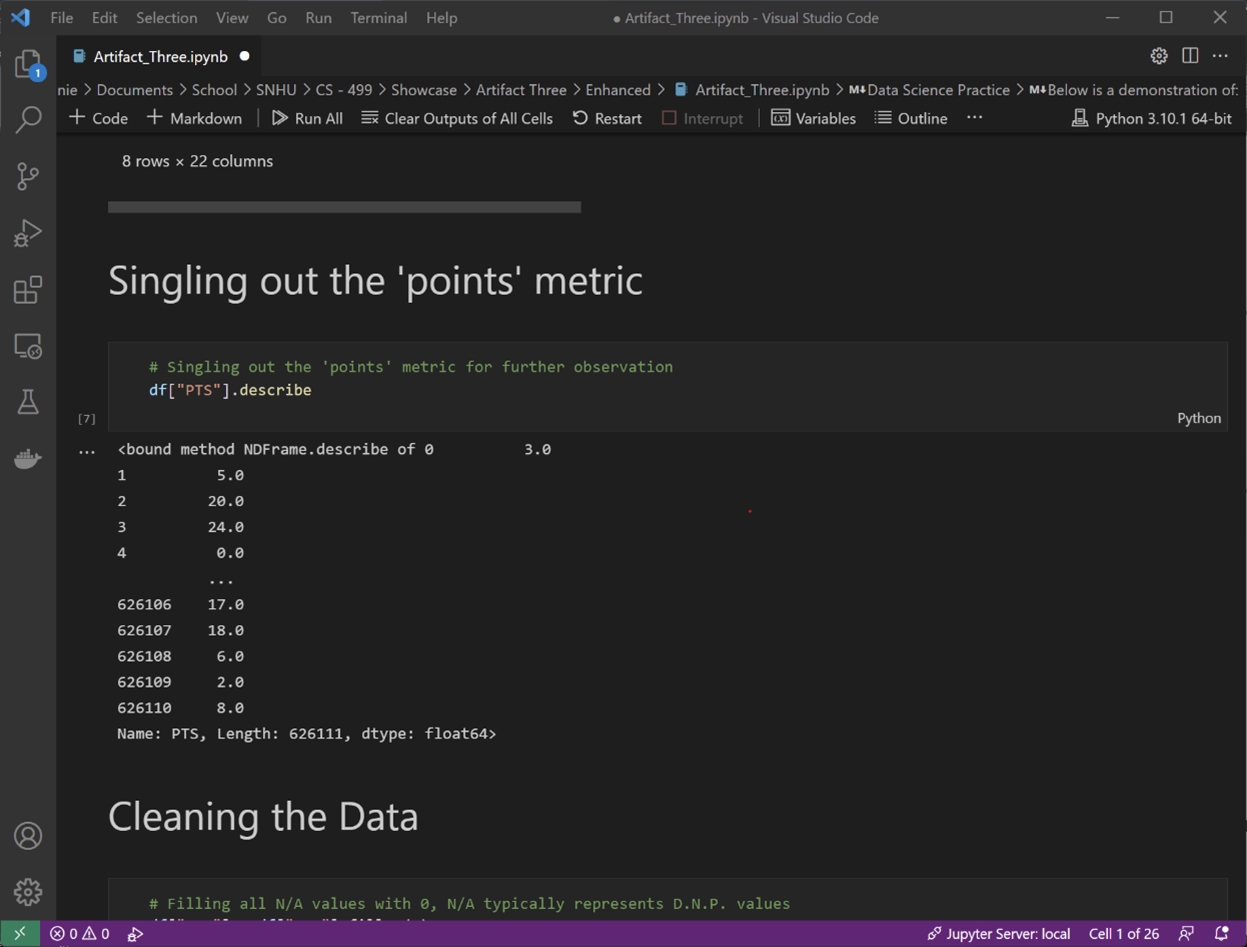 File Edit Selection View Go Run Terminal Help
● Artifact_Three.ipynb - Visual Studio Code
Artifact_Three.ipynb ●
nie > Documents > School > SNHU > CS - 499 > Showcase > Artifact Three > Enhanced > Artifact_Three.ipynb > M↓Data Science Practice > M↓Below is a demonstration of:
+ Code + Markdown | Run All Clear Outputs of All Cells Restart Interrupt | Variables Outline ... Python 3.10.1 64-bit
1
8 rows × 22 columns
Singling out the 'points' metric
# Singling out the 'points' metric for further observation
df["PTS"].describe
[7]
Python
... <bound method NDFrame.describe of 0 3.0
1 5.0
2 20.0
3 24.0
4 0.0
...
626106 17.0
626107 18.0
626108 6.0
626109 2.0
626110 8.0
Name: PTS, Length: 626111, dtype: float64>
Cleaning the Data
# Filling all N/A values with 0, N/A typically represents D.N.P. values
0 0 Jupyter Server: local Cell 1 of 26